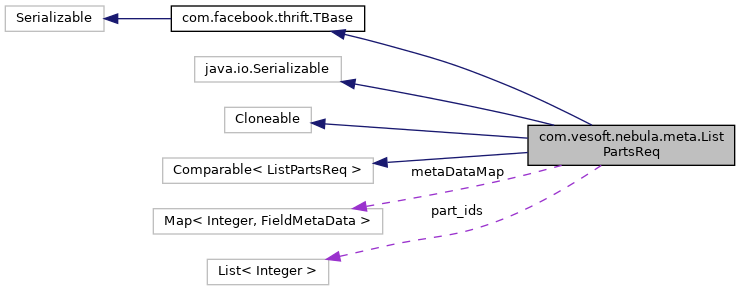 Serializable
com.facebook.thrift.TBase
java.io.Serializable
Cloneable
com.vesoft.nebula.meta.List
PartsReq
Comparable< ListPartsReq >
metaDataMap
Map< Integer, FieldMetaData >
part_ids
List< Integer >